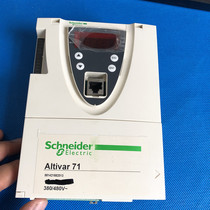 Schneider
Electric
Altivar 71
380/480V~